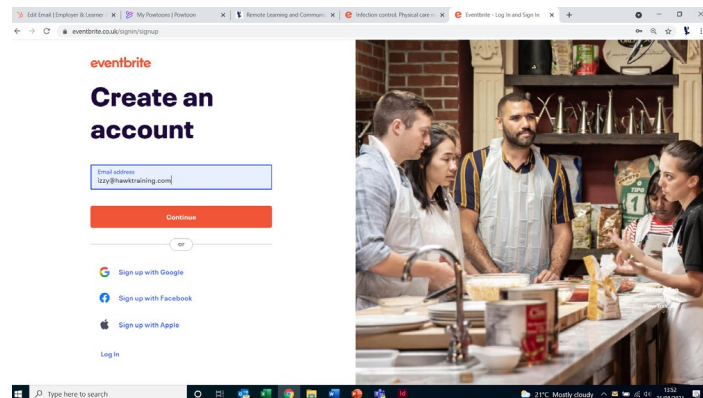 Edit Email | Employer & Learner
My Powtoons | Powtoon
Remote Learning and Communi
Infection control, Physical care
Eventbrite - Log In and Sign In
eventbrite.co.uk/signin/signup
eventbrite
Create an
account
Email address
izzy@hawktraining.com
Continue
or
Sign up with Google
Sign up with Facebook
Sign up with Apple
Log In
TIPO
1
Type here to search
21°C Mostly cloudy
13:52